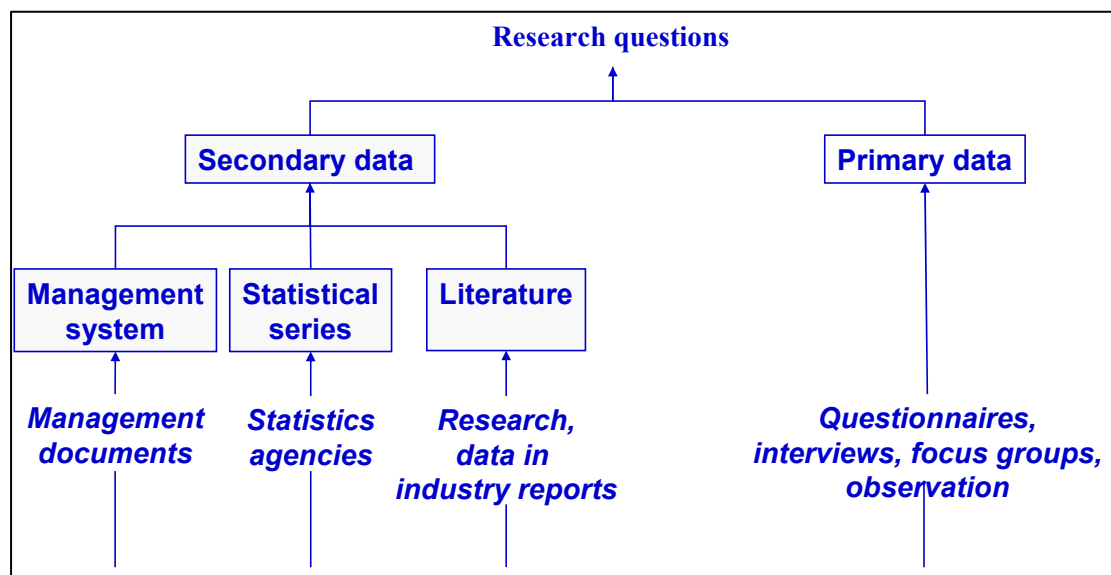 Research questions
Secondary data
Primary data
Management
system
Statistical
series
Literature
Management
documents
Statistics
agencies
Research,
data in
industry reports
Questionnaires,
interviews, focus groups,
observation